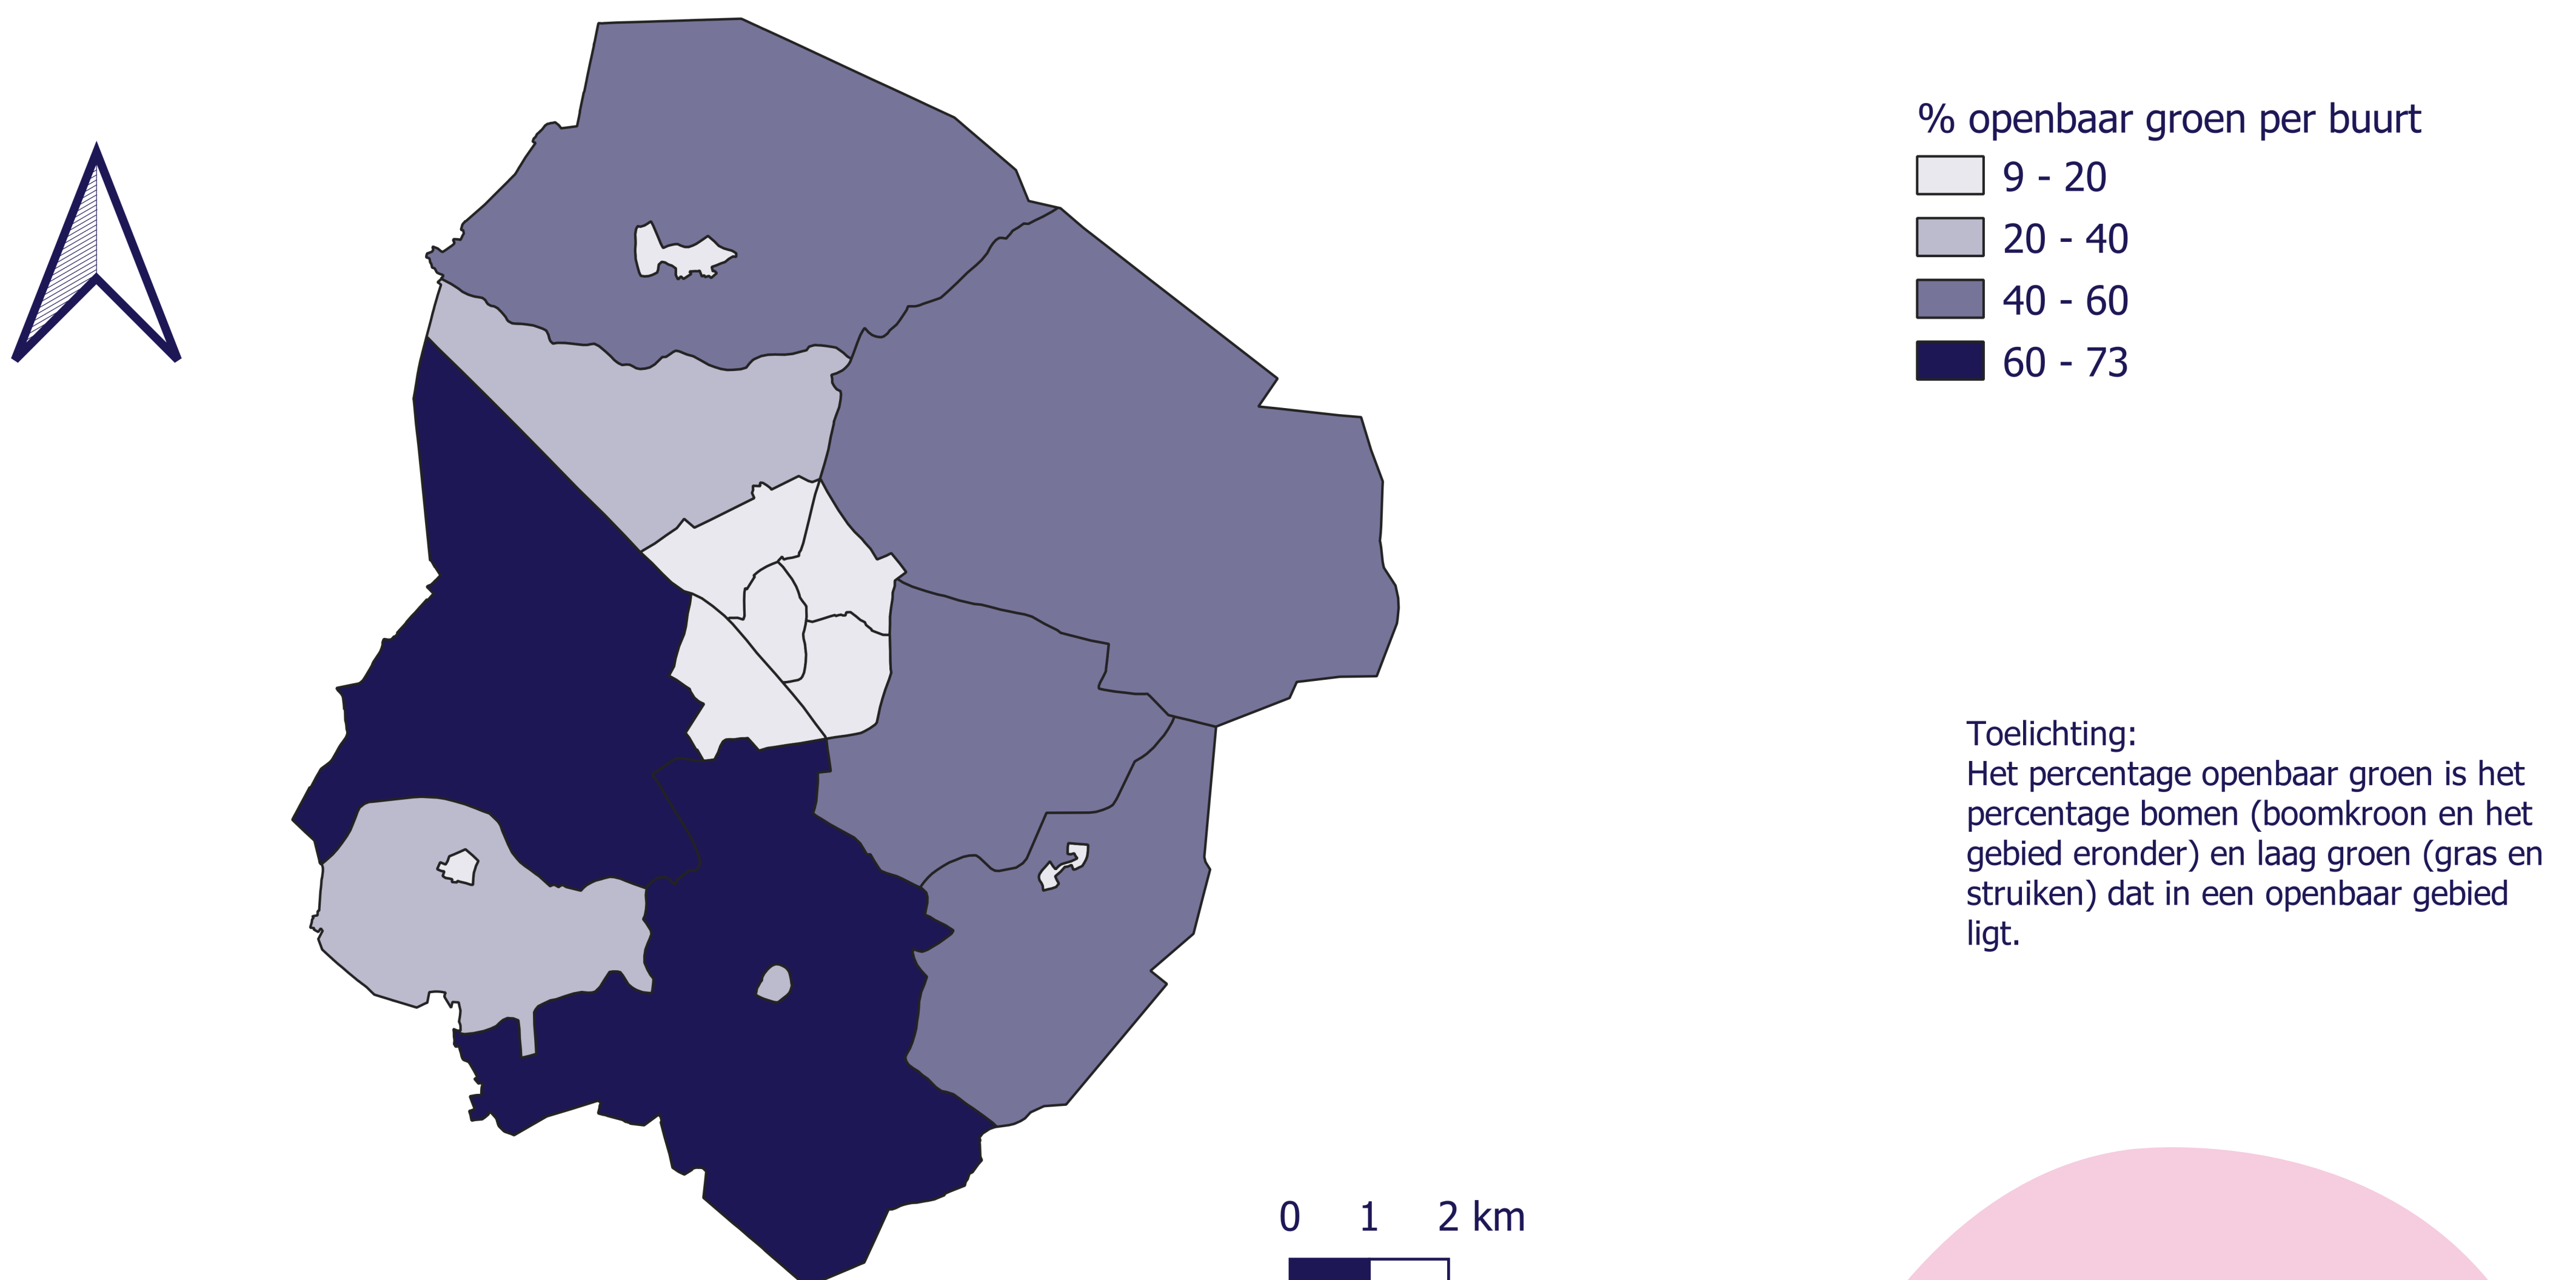 % openbaar groen per buurt
9 - 20
20 - 40
40 - 60
60 - 73
Toelichting:
Het percentage openbaar groen is het
percentage bomen (boomkroon en het
gebied eronder) en laag groen (gras en
struiken) dat in een openbaar gebied
ligt.
0 1 2 km